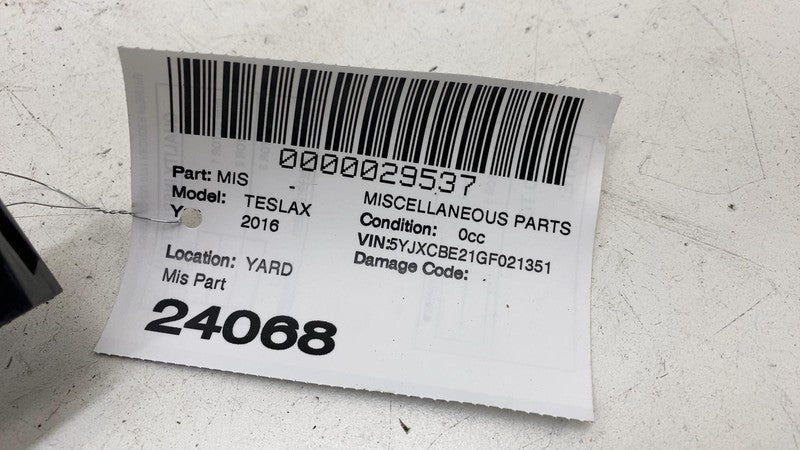 0000029537
Part: MIS
MISCELLANEOUS PARTS
Model: TESLAX
Condition: 0cc
2016
VIN:5YJXCBE21GF021351
Location: YARD
Damage Code:
Mis Part
24068